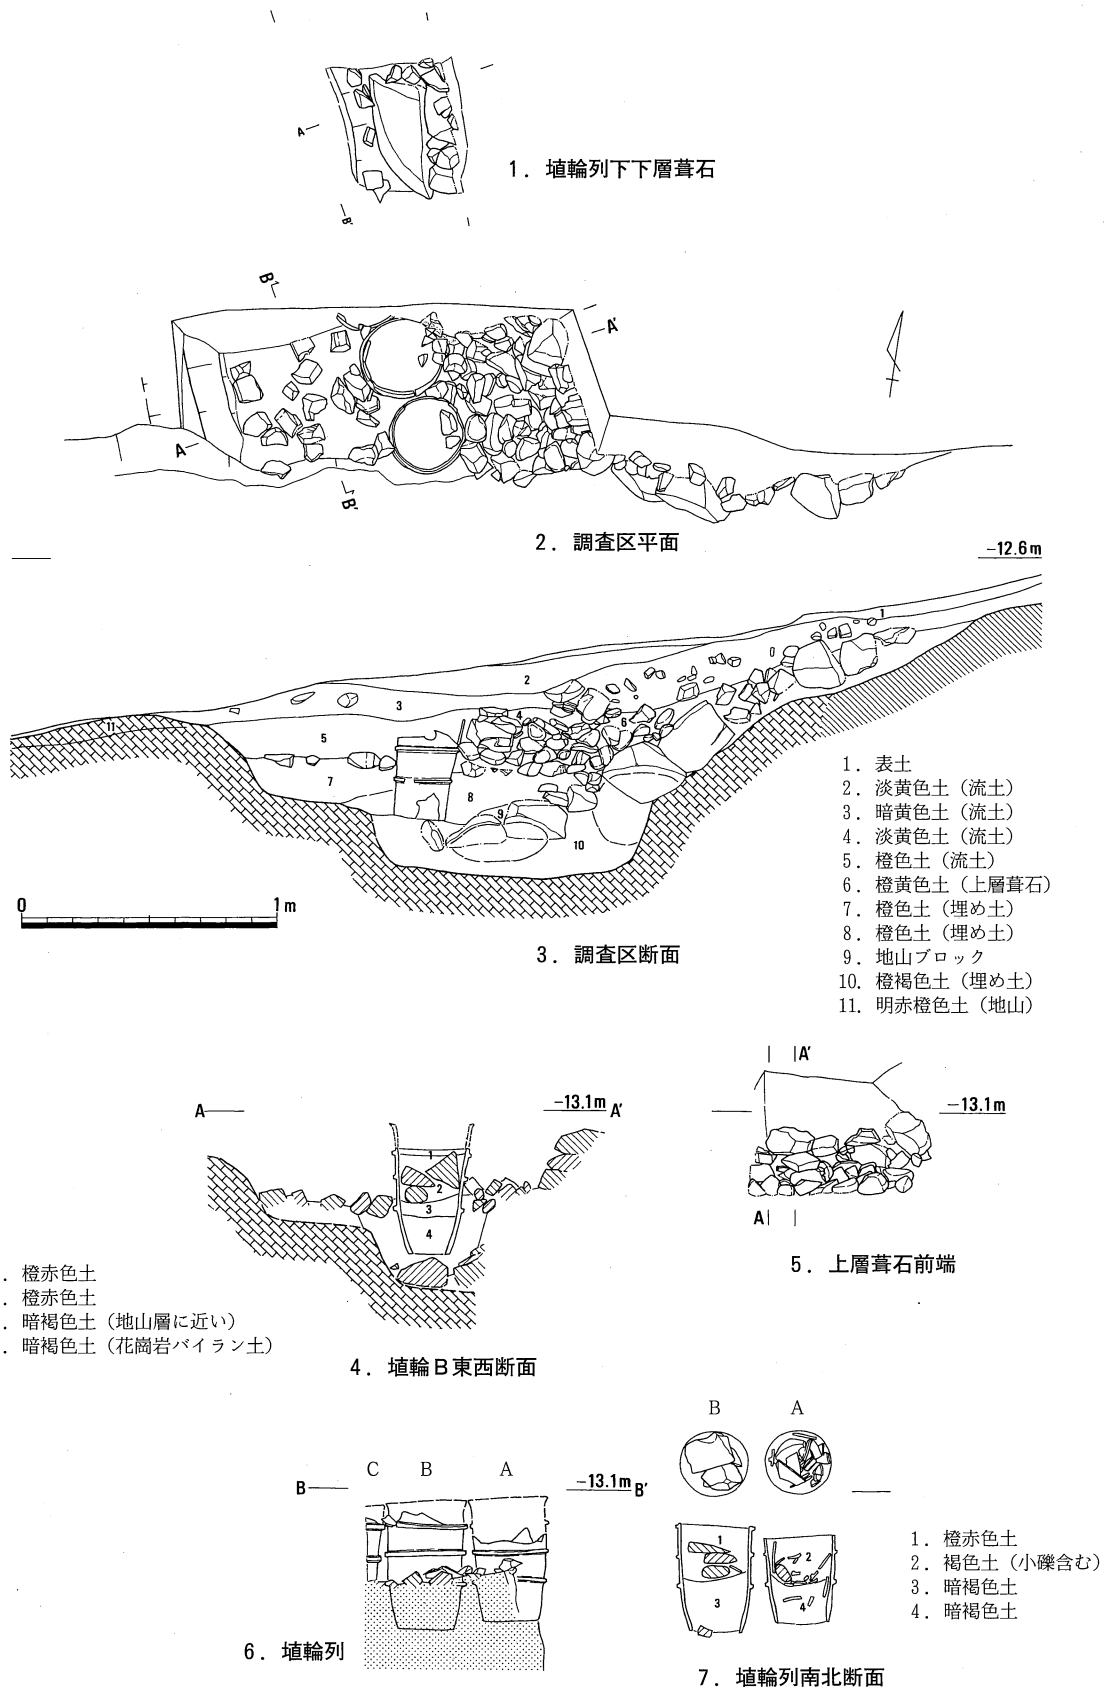 A
B'
1. 埴輪列下下層葺石
B
A'
A
B'
2. 調査区平面
-12.6m
1
2
3
4
5
6
7
8
9
10
11
1. 表土
2. 淡黄色土（流土）
3. 暗黄色土（流土）
4. 淡黄色土（流土）
5. 橙色土（流土）
6. 橙黄色土（上層葺石）
7. 橙色土（埋め土）
8. 橙色土（埋め土）
9. 地山ブロック
10. 橙褐色土（埋め土）
11. 明赤橙色土（地山）
0 1m
3. 調査区断面
A -13.1m A'
1
2
3
4
. 橙赤色土
. 橙赤色土
. 暗褐色土（地山層に近い）
. 暗褐色土（花崗岩バイラン土）
4. 埴輪B東西断面
A'
-13.1m
A
5. 上層葺石前端
C B A
B -13.1m B'
6. 埴輪列
B A
1
2
3
4
1. 橙赤色土
2. 褐色土（小礫含む）
3. 暗褐色土
4. 暗褐色土
7. 埴輪列南北断面